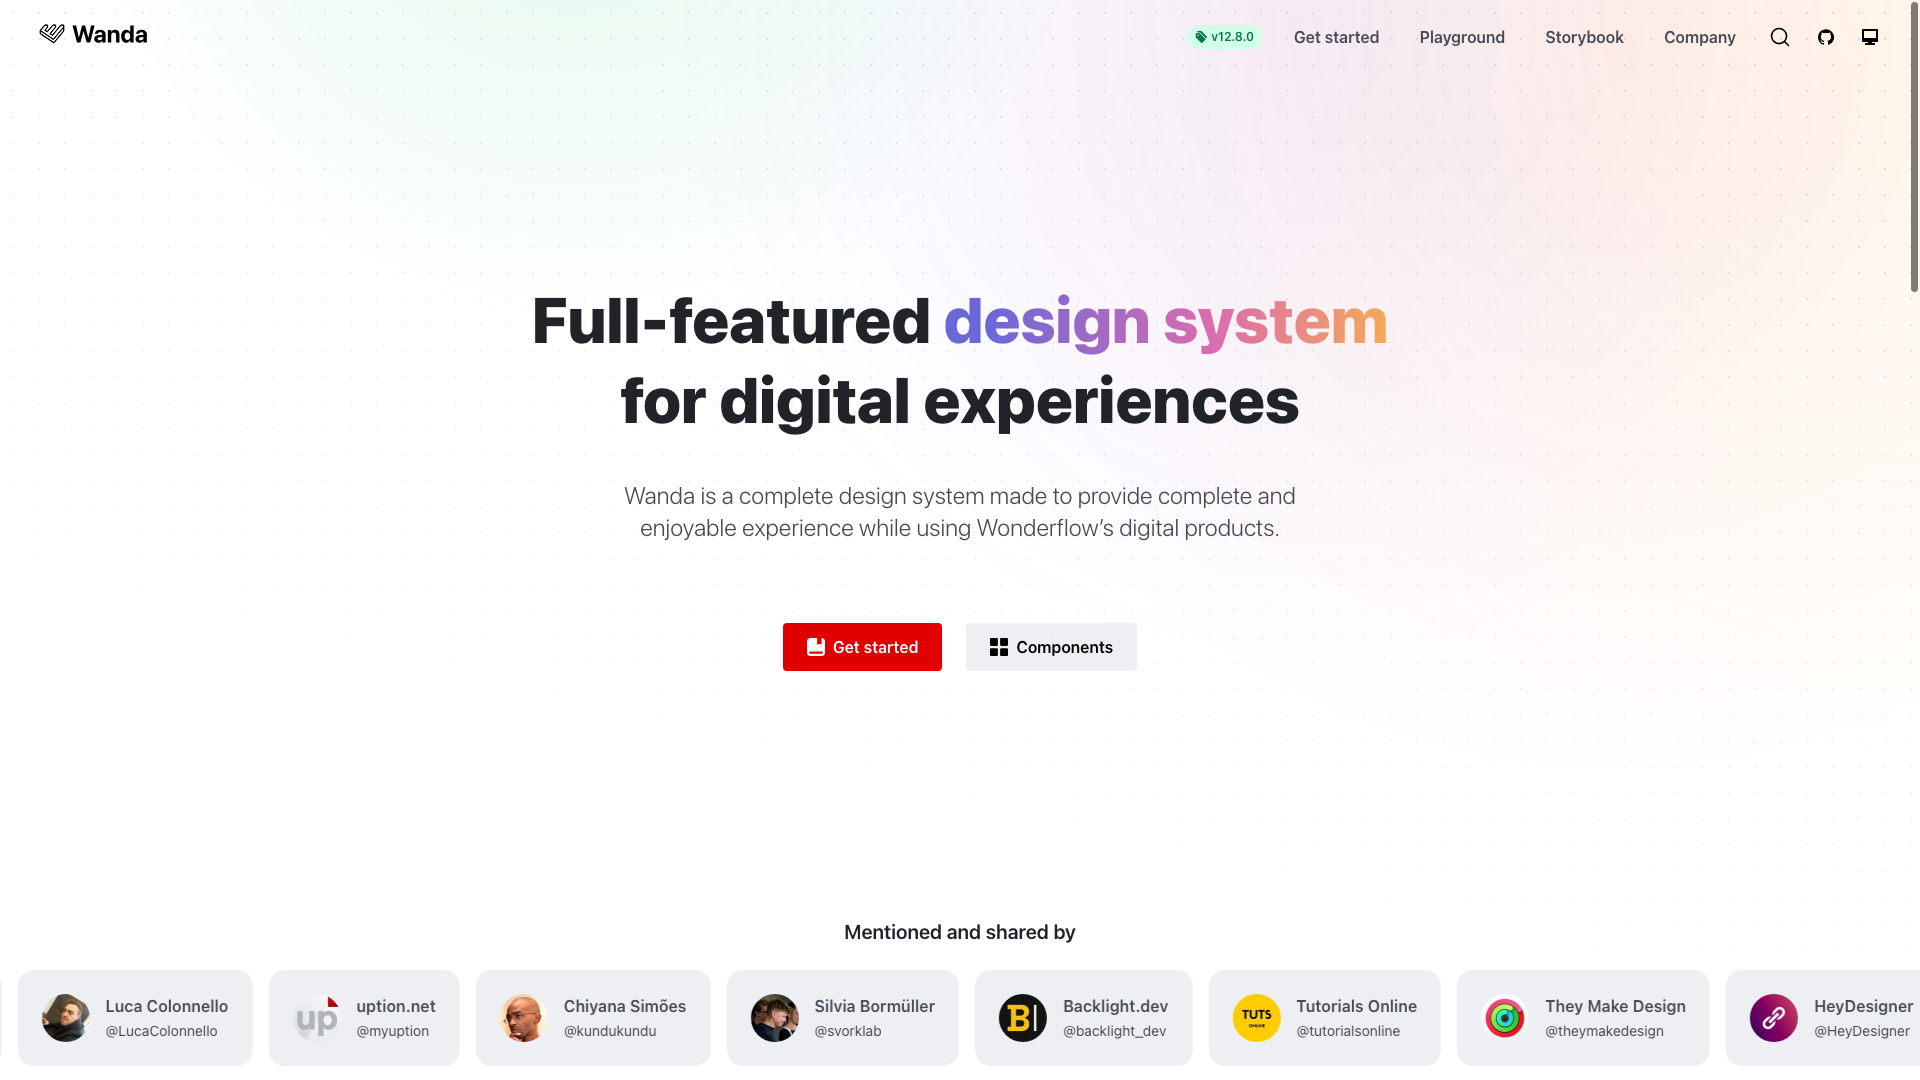 Wanda
v12.8.0
Get started
Playground
Storybook
Company
Full-featured design system
for digital experiences
Wanda is a complete design system made to provide complete and
enjoyable experience while using Wonderflow’s digital products.
Get started
Components
Mentioned and shared by
Luca Colonnello
@LucaColonnello
up
uption.net
@myuption
Chiyana Simões
@kundukundu
Silvia Bormüller
@svorklab
B
Backlight.dev
@backlight_dev
TUTS
ONLINE
Tutorials Online
@tutorialsonline
They Make Design
@theymakedesign
HeyDesigner
@HeyDesigner